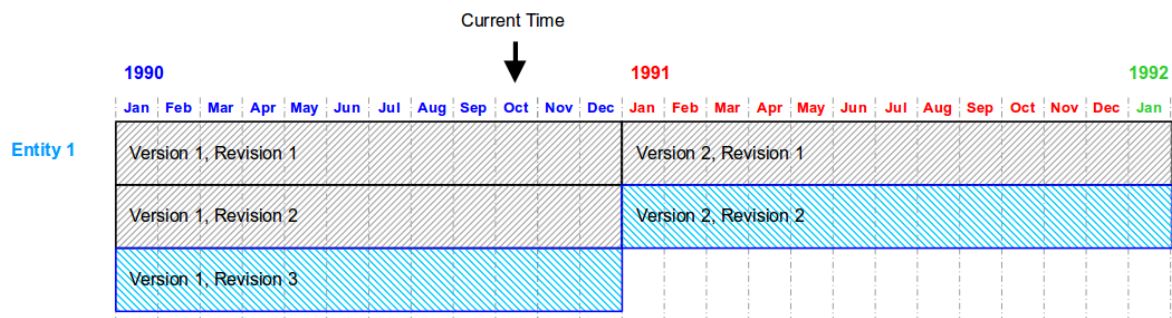 Current Time
1990 1991 1992
Jan Feb Mar Apr May Jun Jul Aug Sep Oct Nov Dec Jan Feb Mar Apr May Jun Jul Aug Sep Oct Nov Dec Jan
Entity 1 Version 1, Revision 1 Version 2, Revision 1
Version 1, Revision 2 Version 2, Revision 2
Version 1, Revision 3